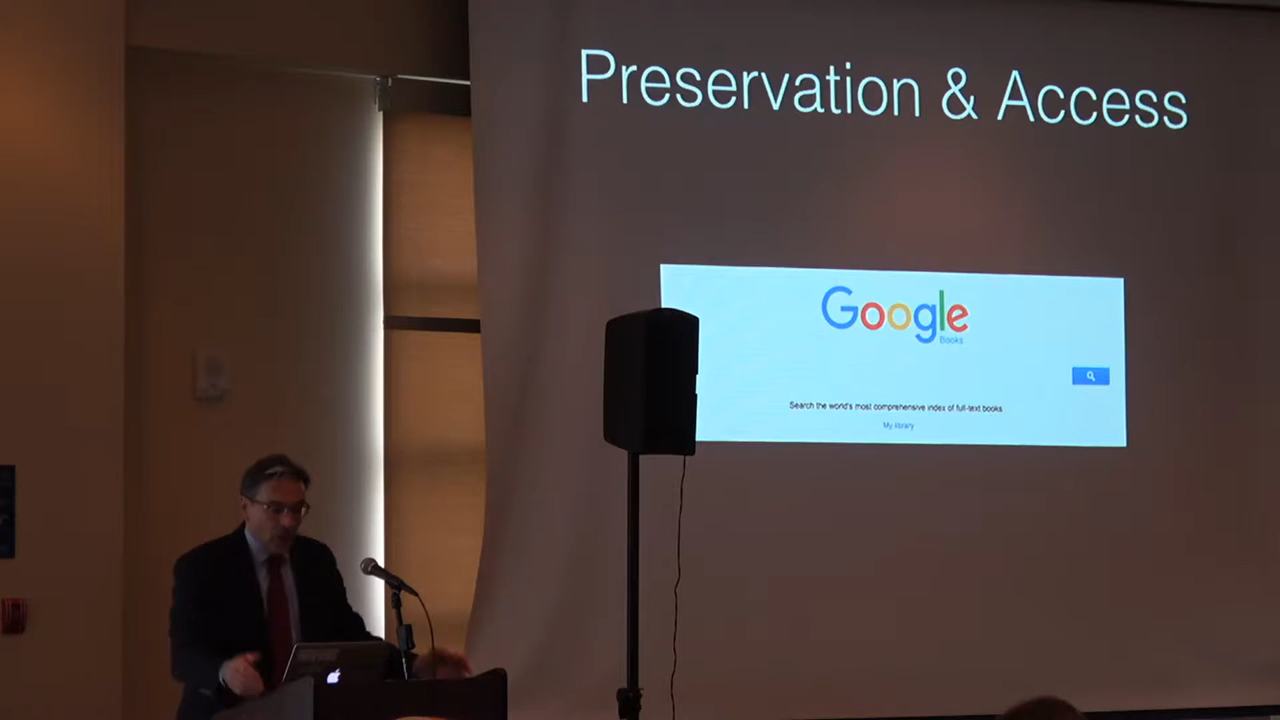 Preservation & Access
Google
Books
Search the world's most comprehensive index of full-text books
My library